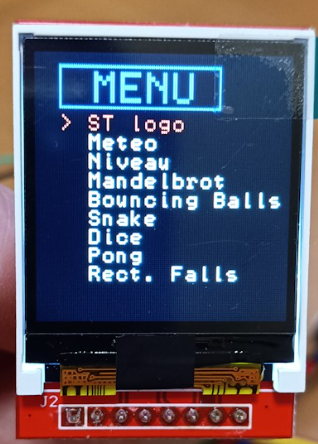 MENU
> ST logo
Meteo
Niveau
Mandelbrot
Bouncing Balls
Snake
Dice
Pong
Rect. Falls
J2